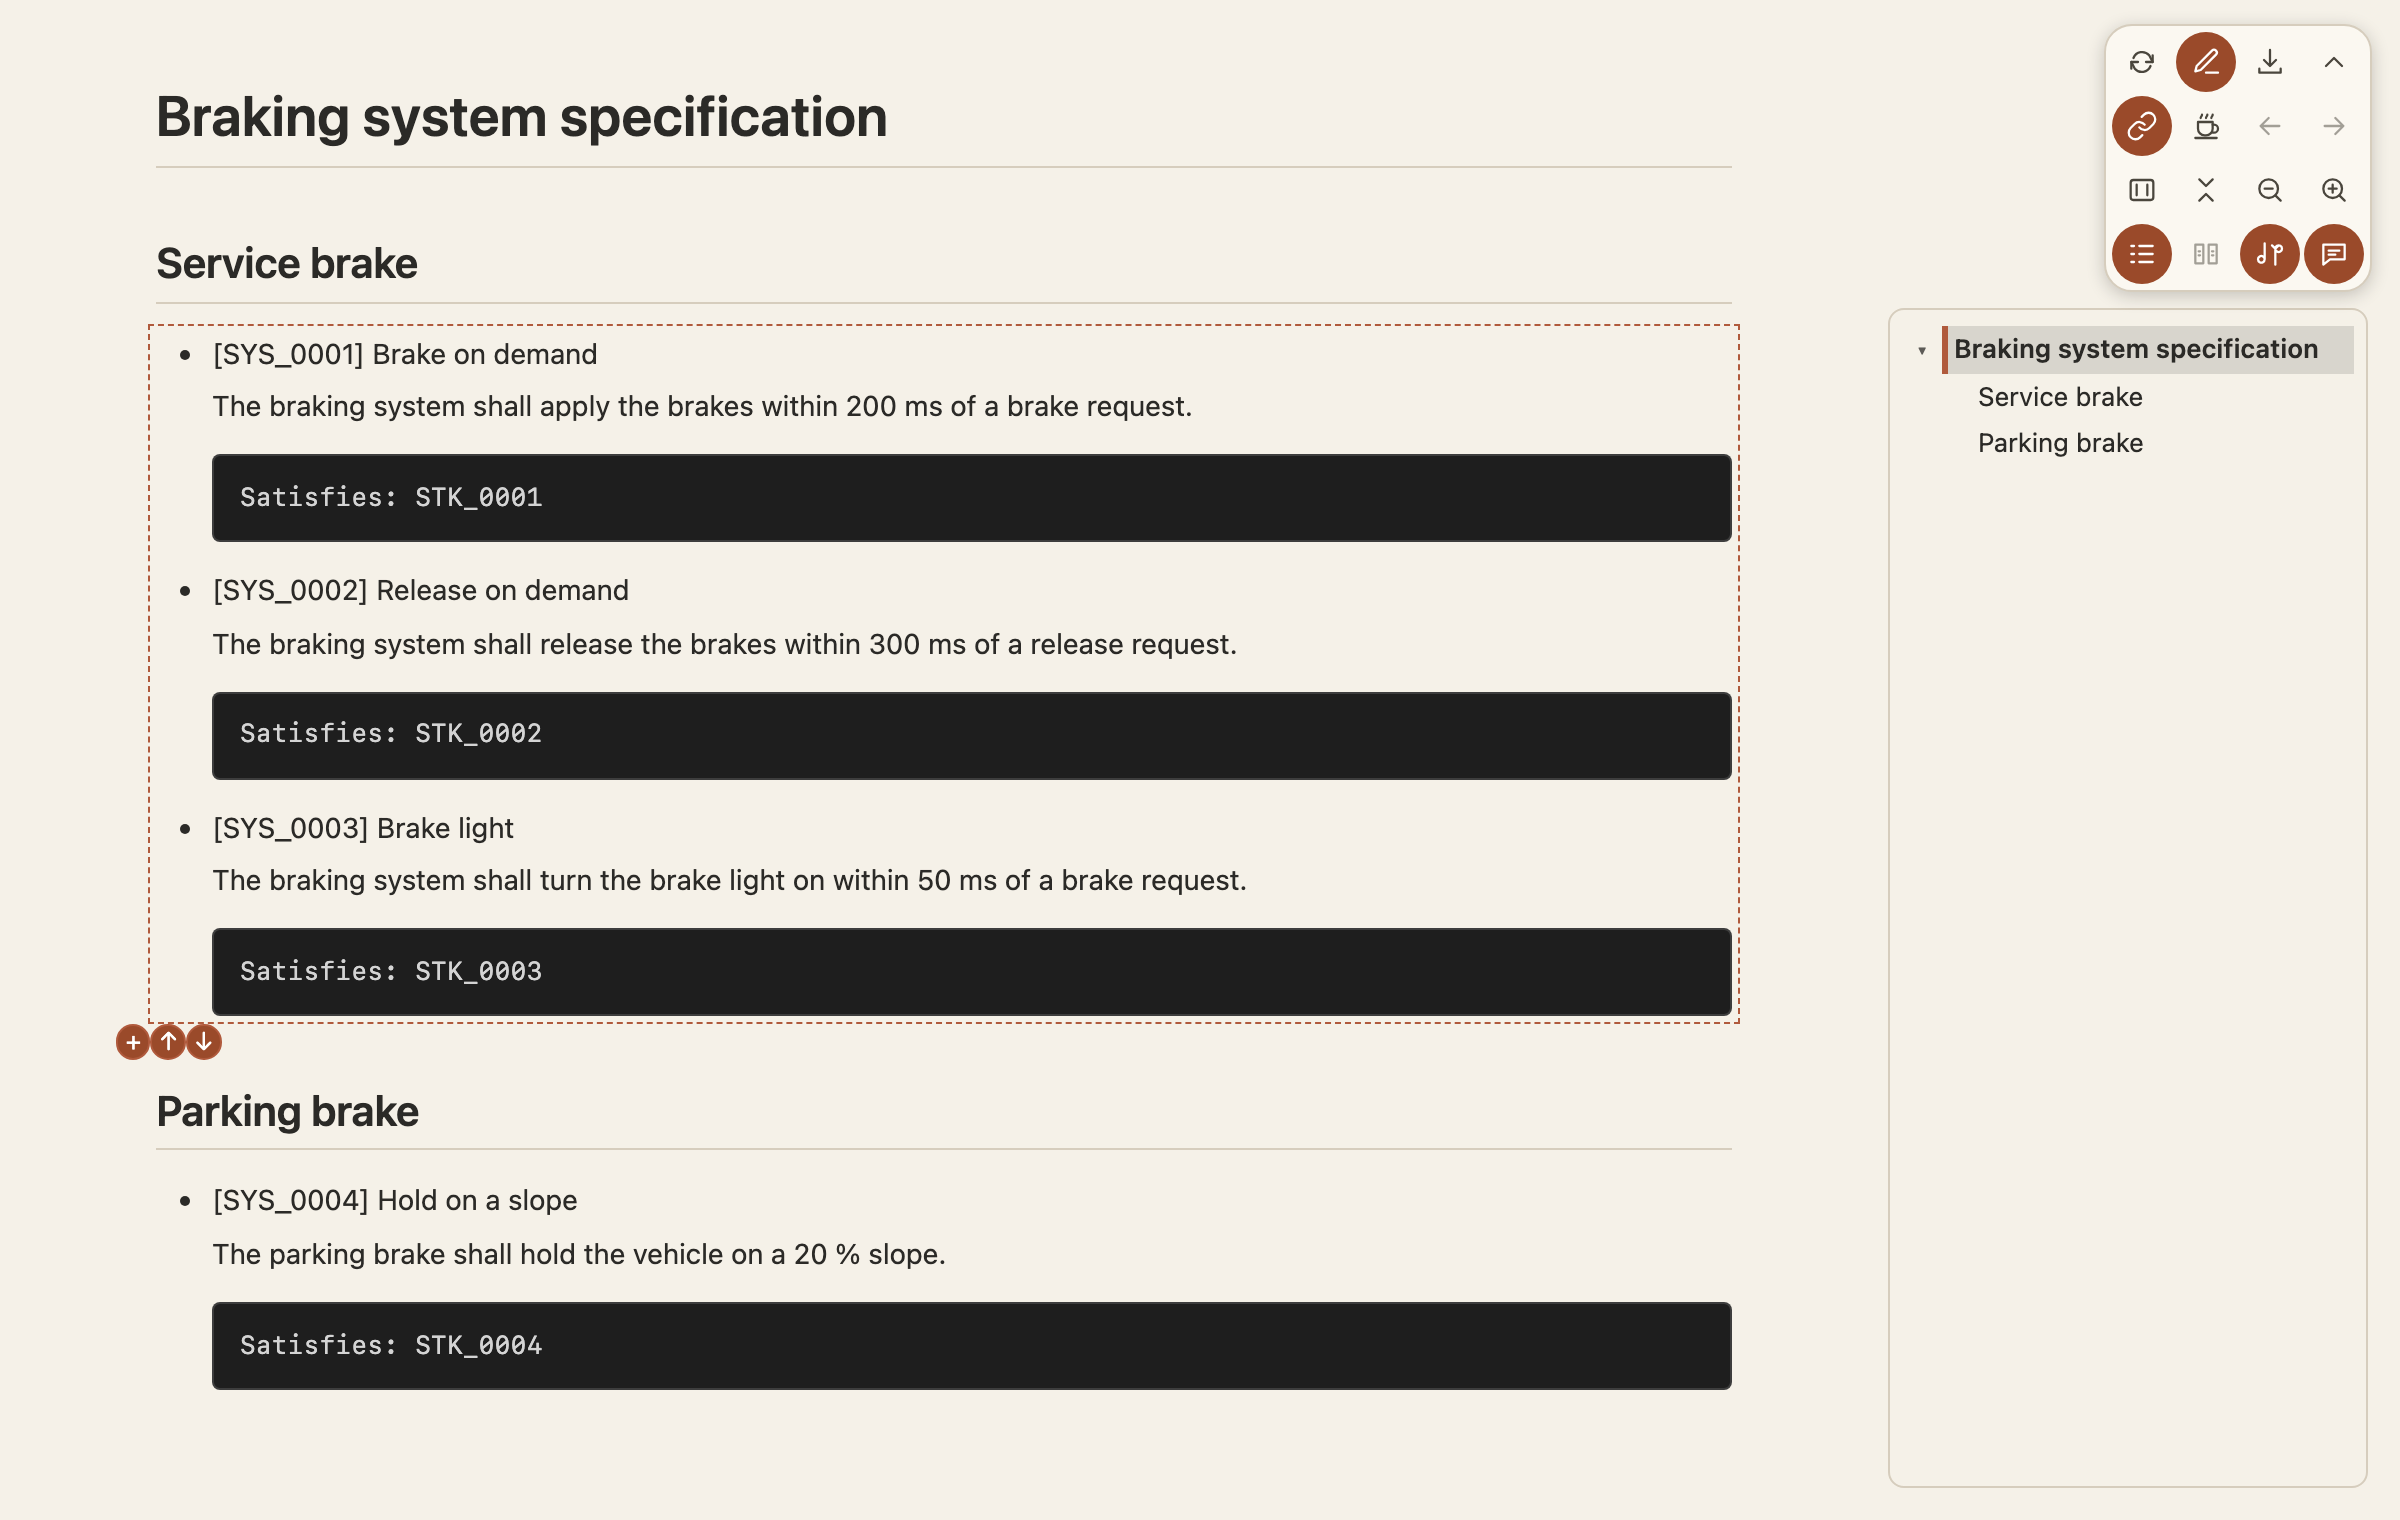 Braking system specification
Service brake
[SYS_0001] Brake on demand
The braking system shall apply the brakes within 200 ms of a brake request.
Satisfies: STK_0001
[SYS_0002] Release on demand
The braking system shall release the brakes within 300 ms of a release request.
Satisfies: STK_0002
[SYS_0003] Brake light
The braking system shall turn the brake light on within 50 ms of a brake request.
Satisfies: STK_0003
Parking brake
[SYS_0004] Hold on a slope
The parking brake shall hold the vehicle on a 20 % slope.
Satisfies: STK_0004
Braking system specification
Service brake
Parking brake